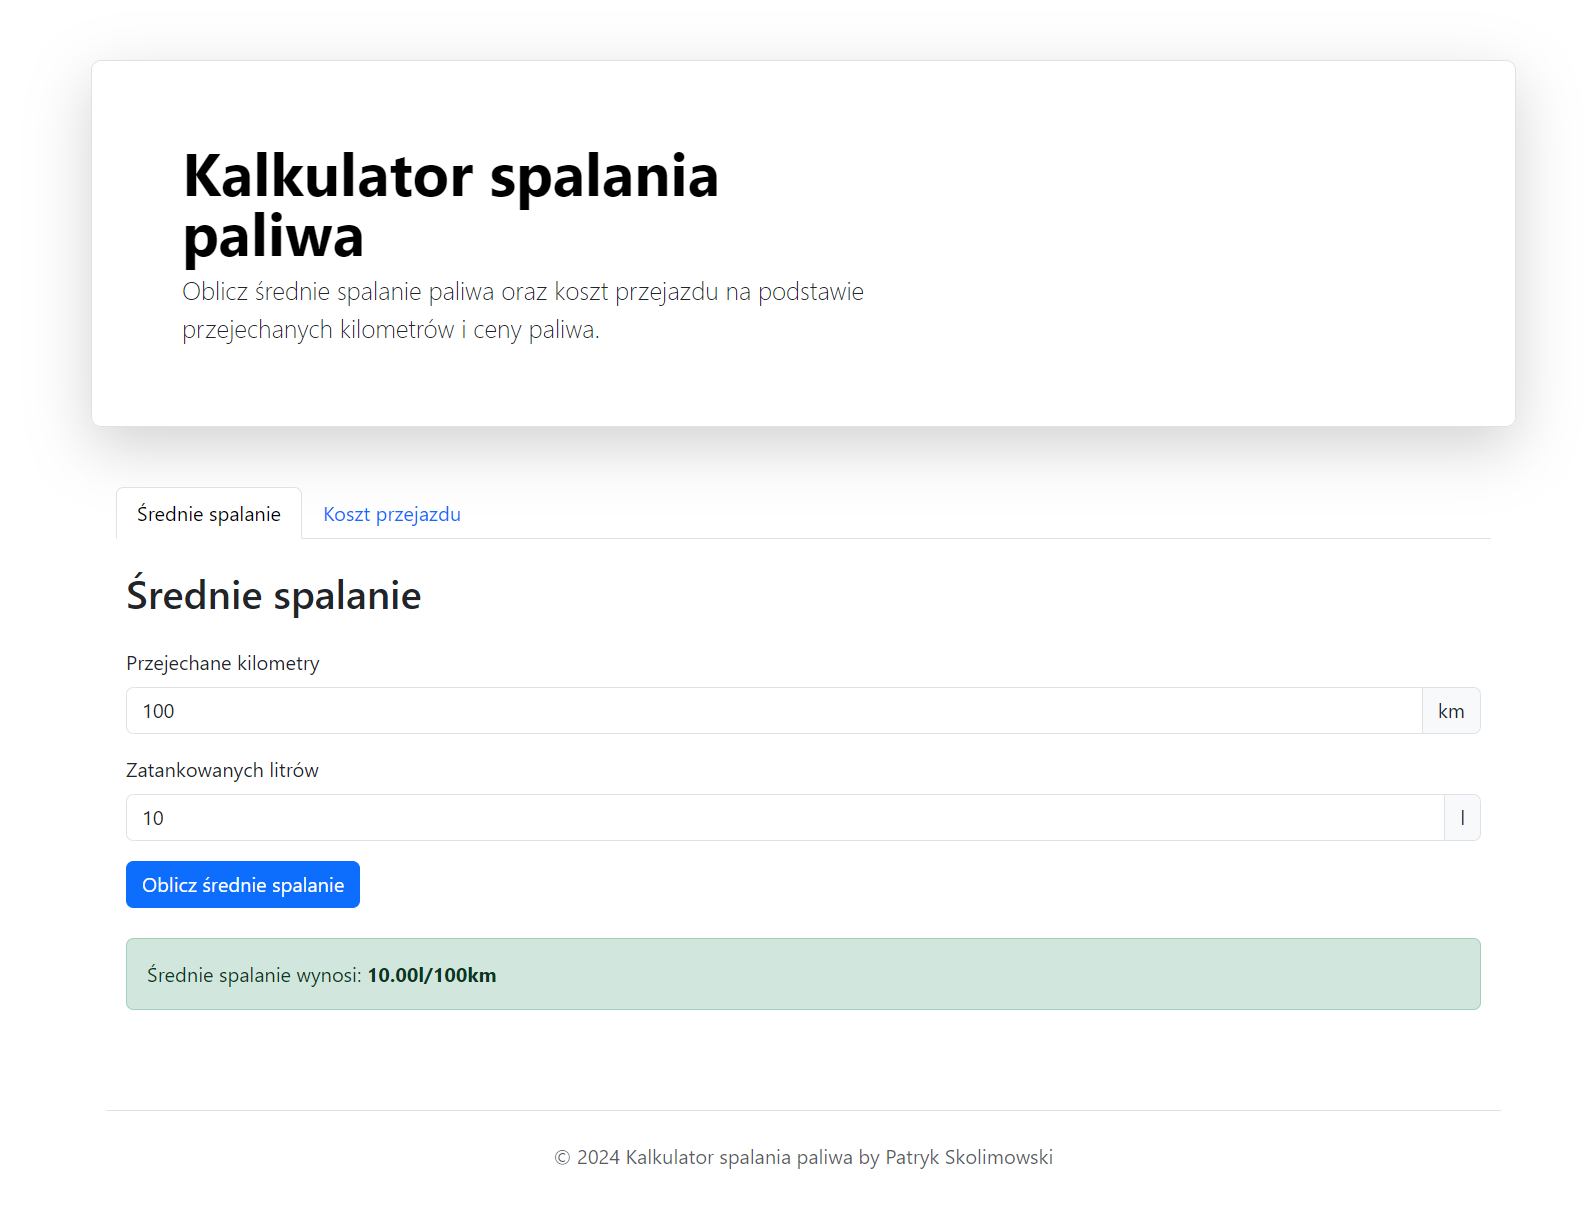 Kalkulator spalania
paliwa
Oblicz średnie spalanie paliwa oraz koszt przejazdu na podstawie
przejechanych kilometrów i ceny paliwa.
Średnie spalanie
Koszt przejazdu
Średnie spalanie
Przejechane kilometry
100 km
Zatankowanych litrów
10 l
Oblicz średnie spalanie
Średnie spalanie wynosi: 10.00l/100km
© 2024 Kalkulator spalania paliwa by Patryk Skolimowski